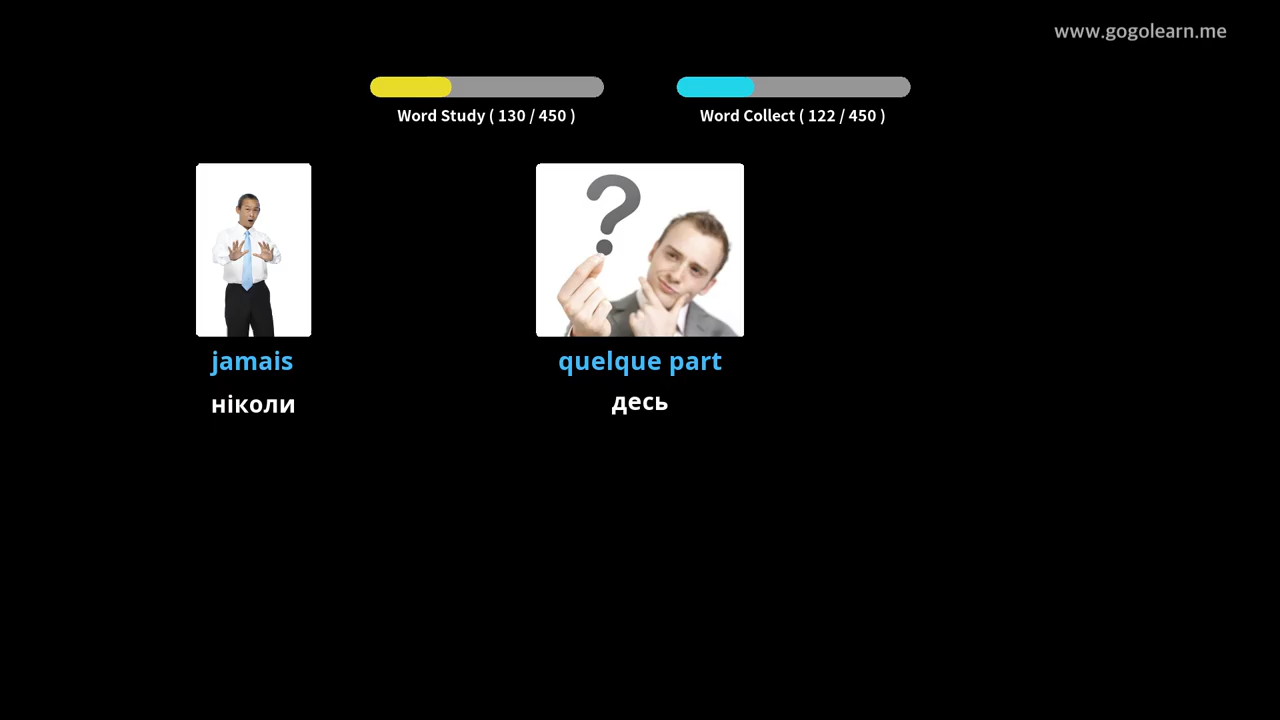 www.gogolearn.me
Word Study ( 130 / 450 )
Word Collect ( 122 / 450 )
?
jamais
quelque part
ніколи
десь